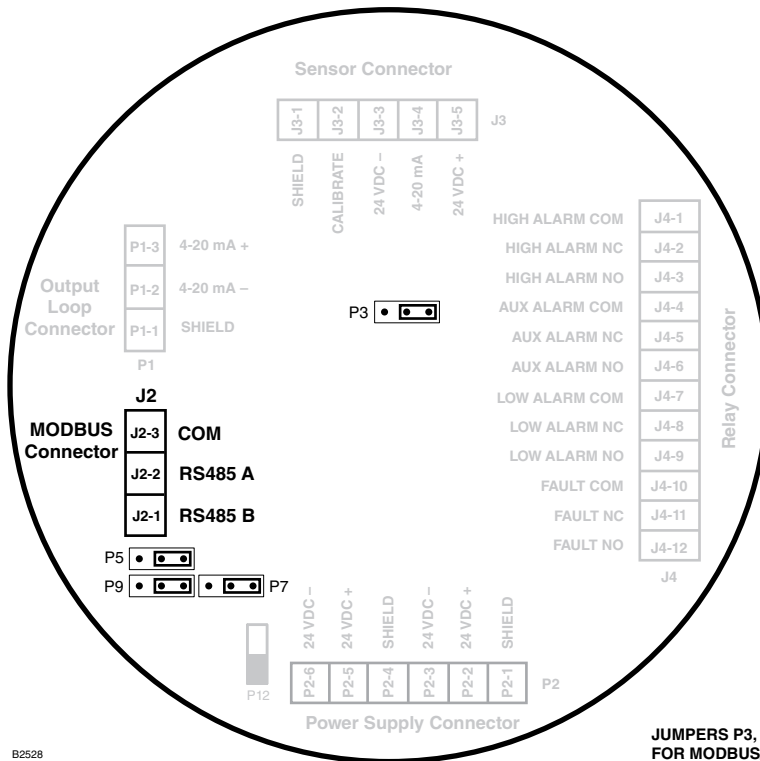 Sensor Connector
J3-1
J3-2
J3-3
J3-4
J3-5
J3
SHIELD
CALIBRATE
24 VDC –
4-20 mA
24 VDC +
P1-3 4-20 mA +
P1-2 4-20 mA –
P1-1 SHIELD
Output
Loop
Connector
P1
P3
HIGH ALARM COM J4-1
HIGH ALARM NC J4-2
HIGH ALARM NO J4-3
AUX ALARM COM J4-4
AUX ALARM NC J4-5
AUX ALARM NO J4-6
LOW ALARM COM J4-7
LOW ALARM NC J4-8
LOW ALARM NO J4-9
FAULT COM J4-10
FAULT NC J4-11
FAULT NO J4-12
J4
Relay Connector
J2
MODBUS
Connector
J2-3 COM
J2-2 RS485 A
J2-1 RS485 B
P5
P9
P7
P12
24 VDC –
24 VDC +
SHIELD
24 VDC –
24 VDC +
SHIELD
P2-6
P2-5
P2-4
P2-3
P2-2
P2-1
P2
Power Supply Connector
B2528
JUMPERS P3,
FOR MODBUS